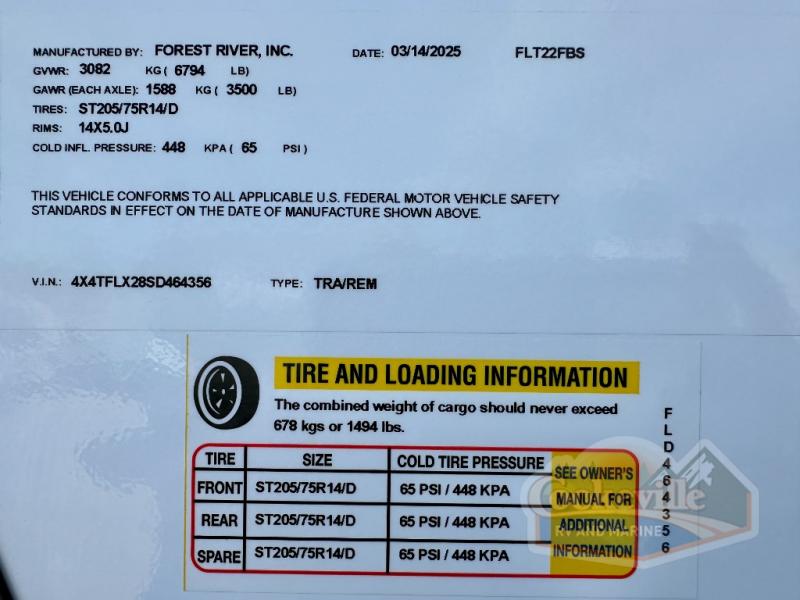 MANUFACTURED BY: FOREST RIVER, INC. DATE: 03/14/2025 FLT22FBS
GVWR: 3082 KG ( 6794 LB)
GAWR (EACH AXLE): 1588 KG ( 3500 LB)
TIRES: ST205/75R14/D
RIMS: 14X5.0J
COLD INFL. PRESSURE: 448 KPA ( 65 PSI )
THIS VEHICLE CONFORMS TO ALL APPLICABLE U.S. FEDERAL MOTOR VEHICLE SAFETY
STANDARDS IN EFFECT ON THE DATE OF MANUFACTURE SHOWN ABOVE.
V.I.N.: 4X4TFLX28SD464356 TYPE: TRA/REM
TIRE AND LOADING INFORMATION
The combined weight of cargo should never exceed
678 kgs or 1494 lbs.
TIRE SIZE COLD TIRE PRESSURE
FRONT ST205/75R14/D 65 PSI / 448 KPA
REAR ST205/75R14/D 65 PSI / 448 KPA
SPARE ST205/75R14/D 65 PSI / 448 KPA
SEE OWNER'S
MANUAL FOR
ADDITIONAL
INFORMATION
FLD464356
RV AND MARINE